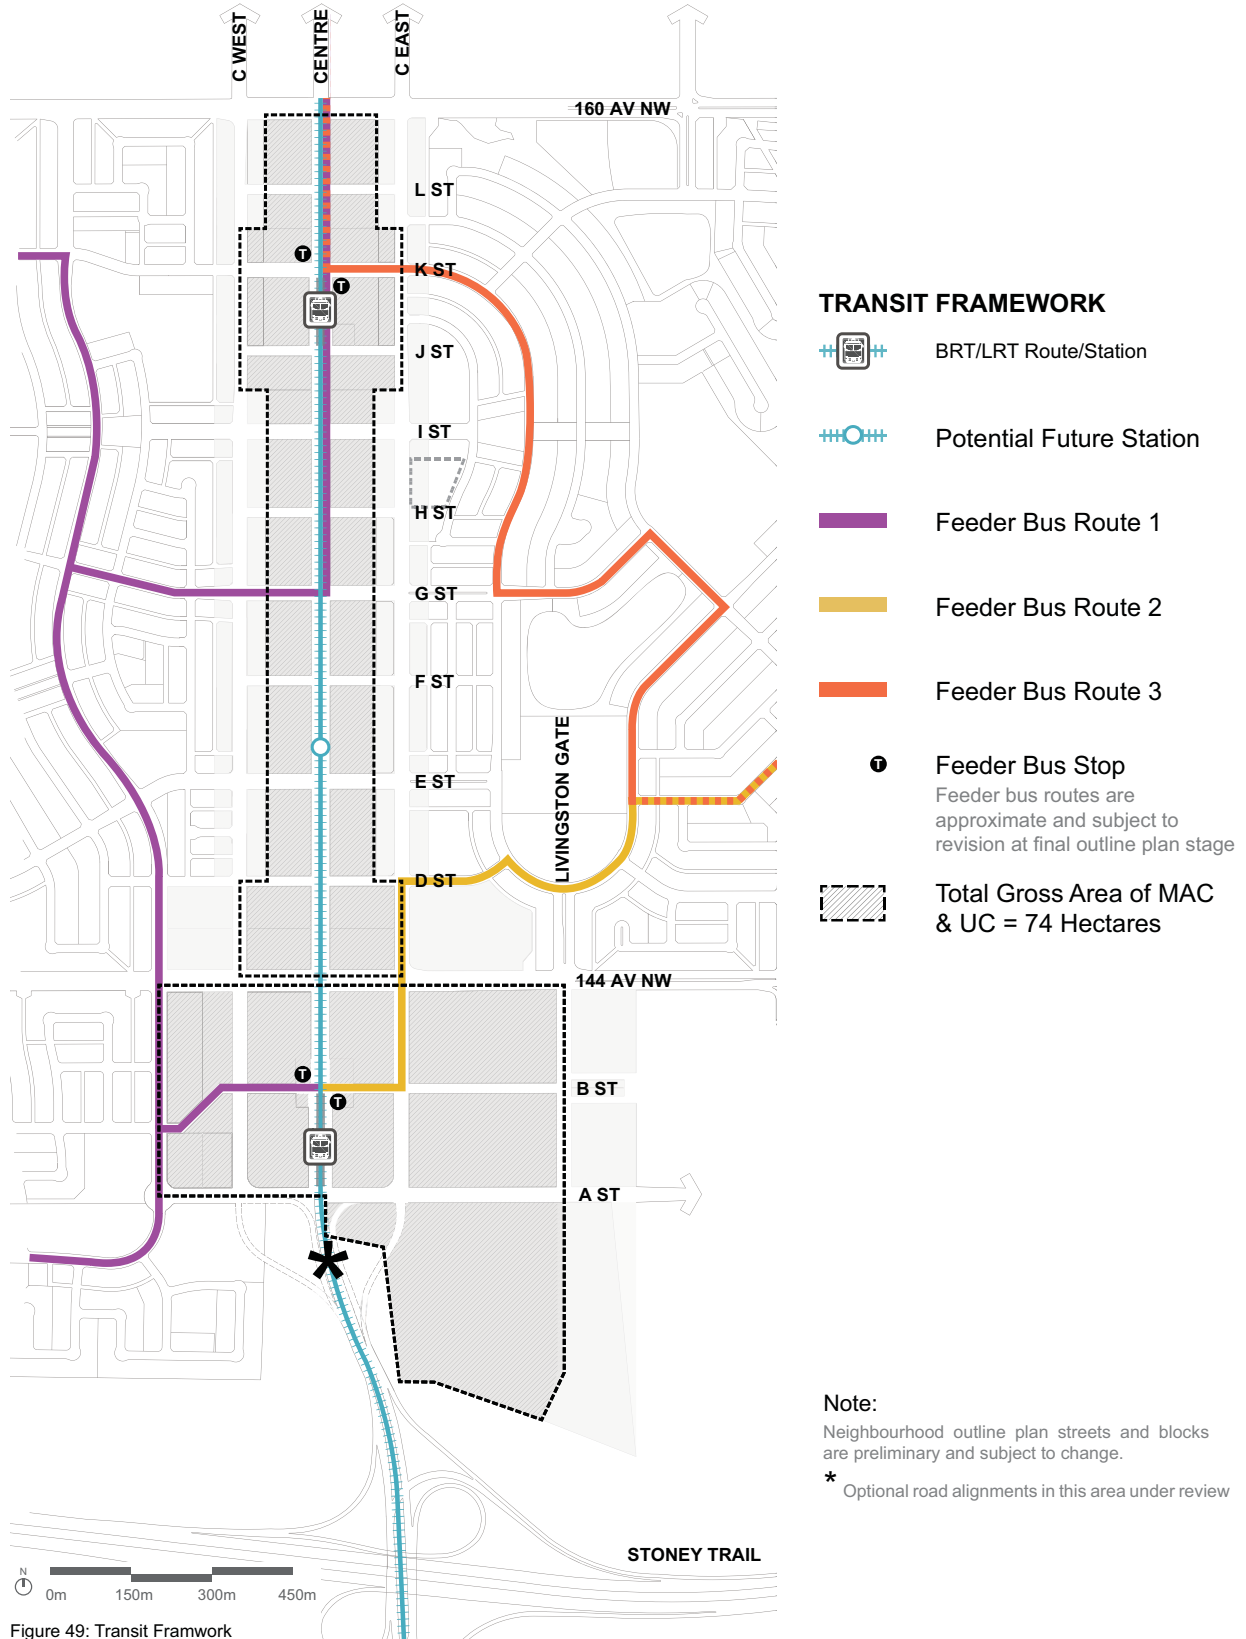 C WEST
CENTRE
C EAST
160 AV NW
L ST
T
K ST
T
J ST
I ST
H ST
G ST
F ST
E ST
LIVINGSTON GATE
D ST
144 AV NW
T
B ST
T
A ST
*
STONEY TRAIL
N
0m 150m 300m 450m
Figure 49: Transit Framwork
TRANSIT FRAMEWORK
BRT/LRT Route/Station
Potential Future Station
Feeder Bus Route 1
Feeder Bus Route 2
Feeder Bus Route 3
T Feeder Bus Stop
Feeder bus routes are
approximate and subject to
revision at final outline plan stage
Total Gross Area of MAC
& UC = 74 Hectares
Note:
Neighbourhood outline plan streets and blocks
are preliminary and subject to change.
* Optional road alignments in this area under review